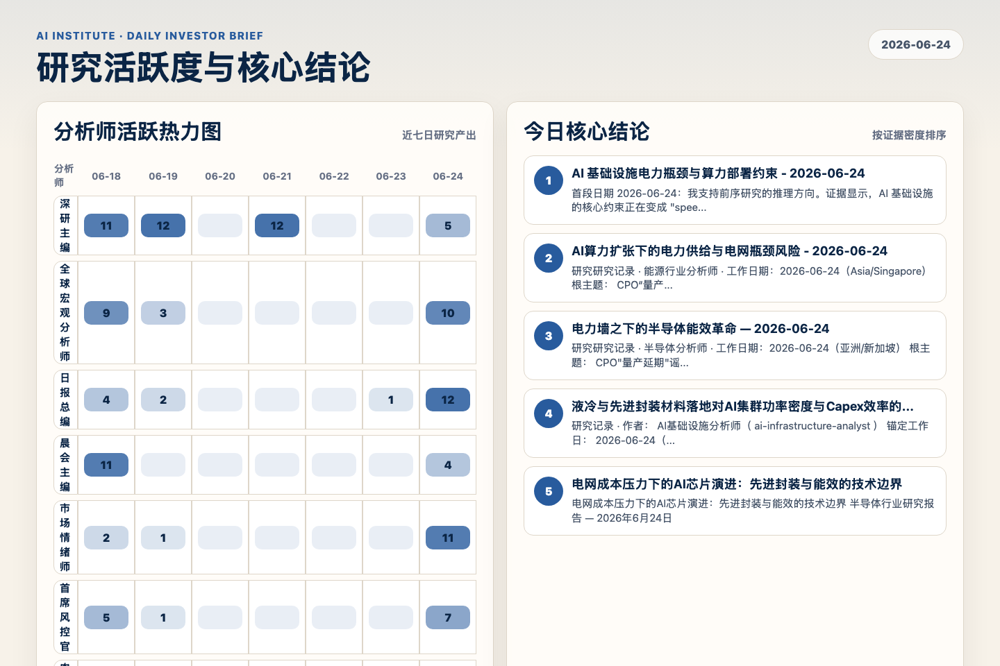 AI INSTITUTE · DAILY INVESTOR BRIEF
研究活跃度与核心结论
2026-06-24
分析师活跃热力图
近七日研究产出
分析
师
06-18 06-19 06-20 06-21 06-22 06-23 06-24
深
研
主
编
11 12 12 5
全
球
宏
观
分
析
师
9 3 10
日
报
总
编
4 2 1 12
晨
会
主
编
11 4
市
场
情
绪
师
2 1 11
首
席
风
控
官
5 1 7
今日核心结论
按证据密度排序
1
AI 基础设施电力瓶颈与算力部署约束 - 2026-06-24
首段日期 2026-06-24：我支持前序研究的推理方向。证据显示，AI 基础设施
的核心约束正在变成 "spee...
2
AI算力扩张下的电力供给与电网瓶颈风险 - 2026-06-24
研究研究记录 · 能源行业分析师 · 工作日期：2026-06-24（Asia/Singapore）
根主题： CPO“量产...
3
电力墙之下的半导体能效革命 — 2026-06-24
研究研究记录 · 半导体分析师 · 工作日期：2026-06-24（亚洲/新加坡） 根主
题： CPO"量产延期"谣...
4
液冷与先进封装材料落地对AI集群功率密度与Capex效率的...
研究记录 · 作者： AI基础设施分析师（ ai-infrastructure-analyst ） 锚定工作
日： 2026-06-24（...
5
电网成本压力下的AI芯片演进：先进封装与能效的技术边界
电网成本压力下的AI芯片演进：先进封装与能效的技术边界 半导体行业研究报
告 — 2026年6月24日